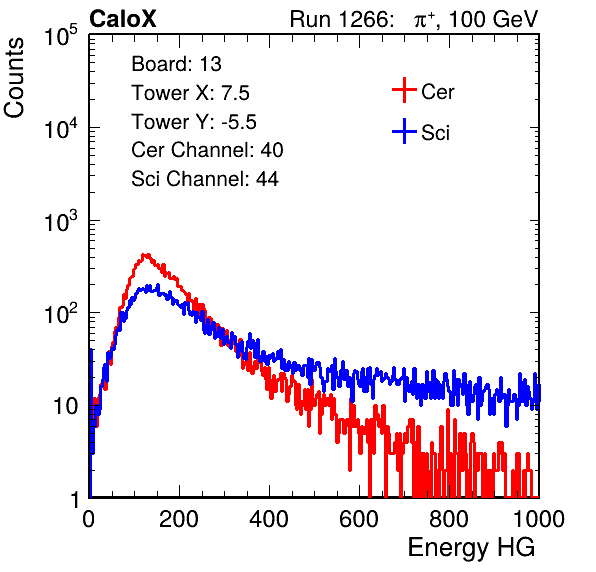 CaloX Run 1266: π⁺, 100 GeV
Counts
10⁵
10⁴
10³
10²
10
1
Board: 13
Tower X: 7.5
Tower Y: -5.5
Cer Channel: 40
Sci Channel: 44
Cer
Sci
0 200 400 600 800 1000
Energy HG